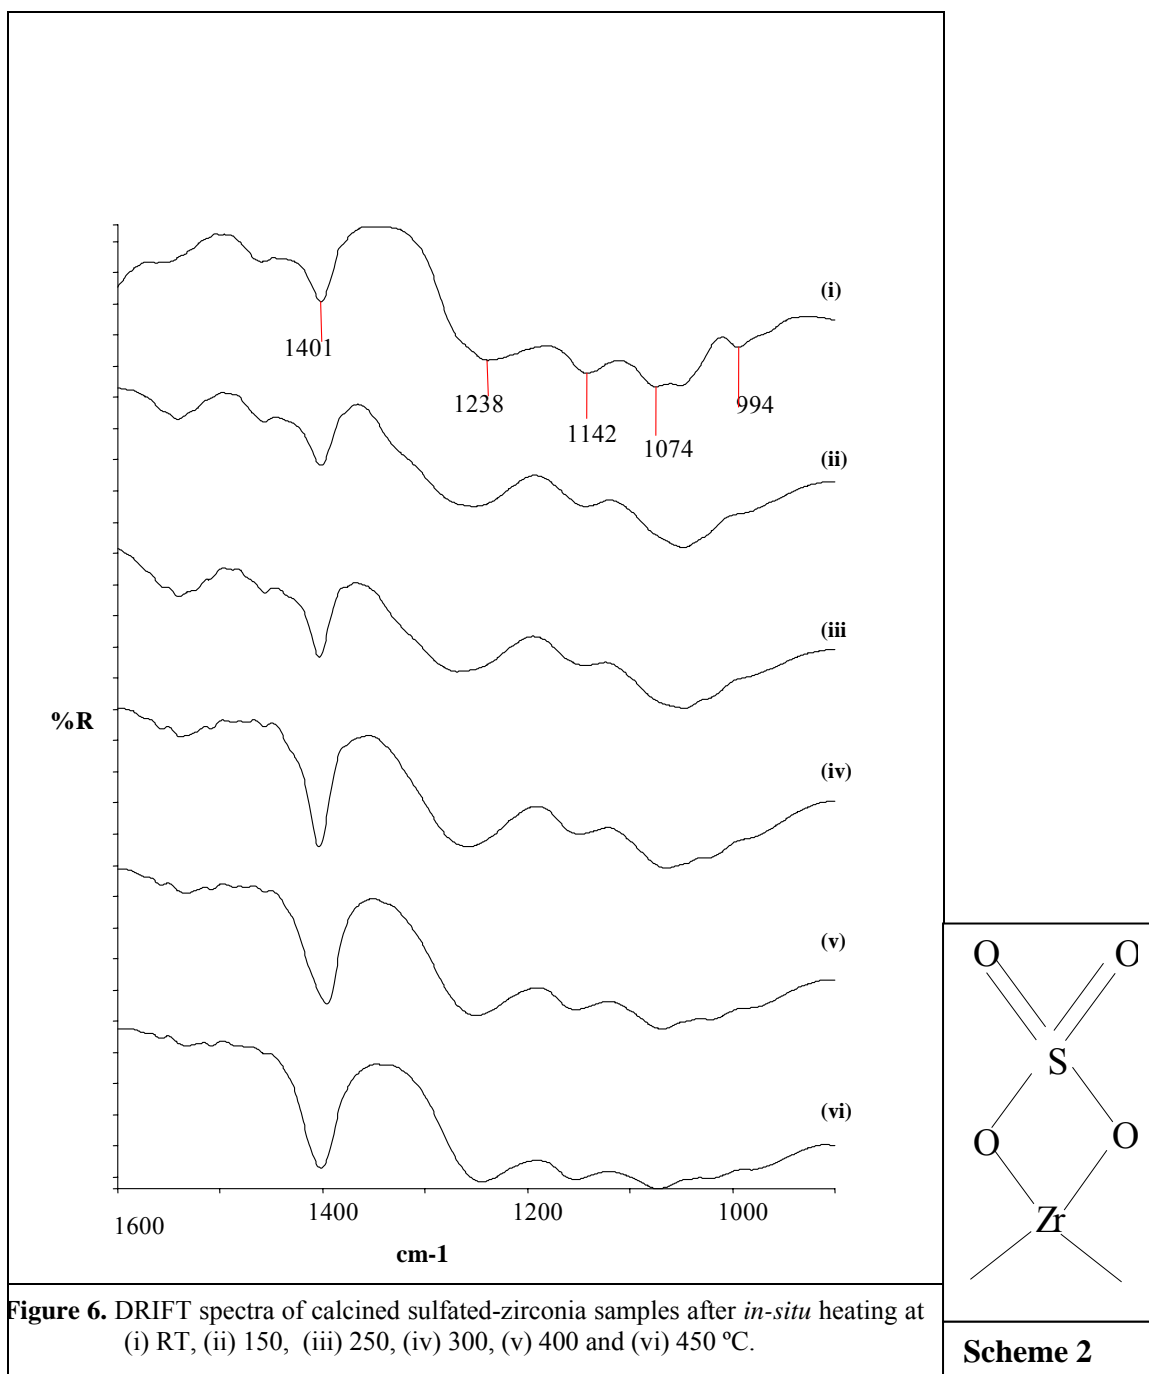 (i)
1401
1238
1142
1074
994
(ii)
(iii
%R
(iv)
(v)
(vi)
1600
1400
1200
1000
cm-1
O O
S
O O
Zr
Figure 6. DRIFT spectra of calcined sulfated-zirconia samples after in-situ heating at
(i) RT, (ii) 150, (iii) 250, (iv) 300, (v) 400 and (vi) 450 ºC.
Scheme 2